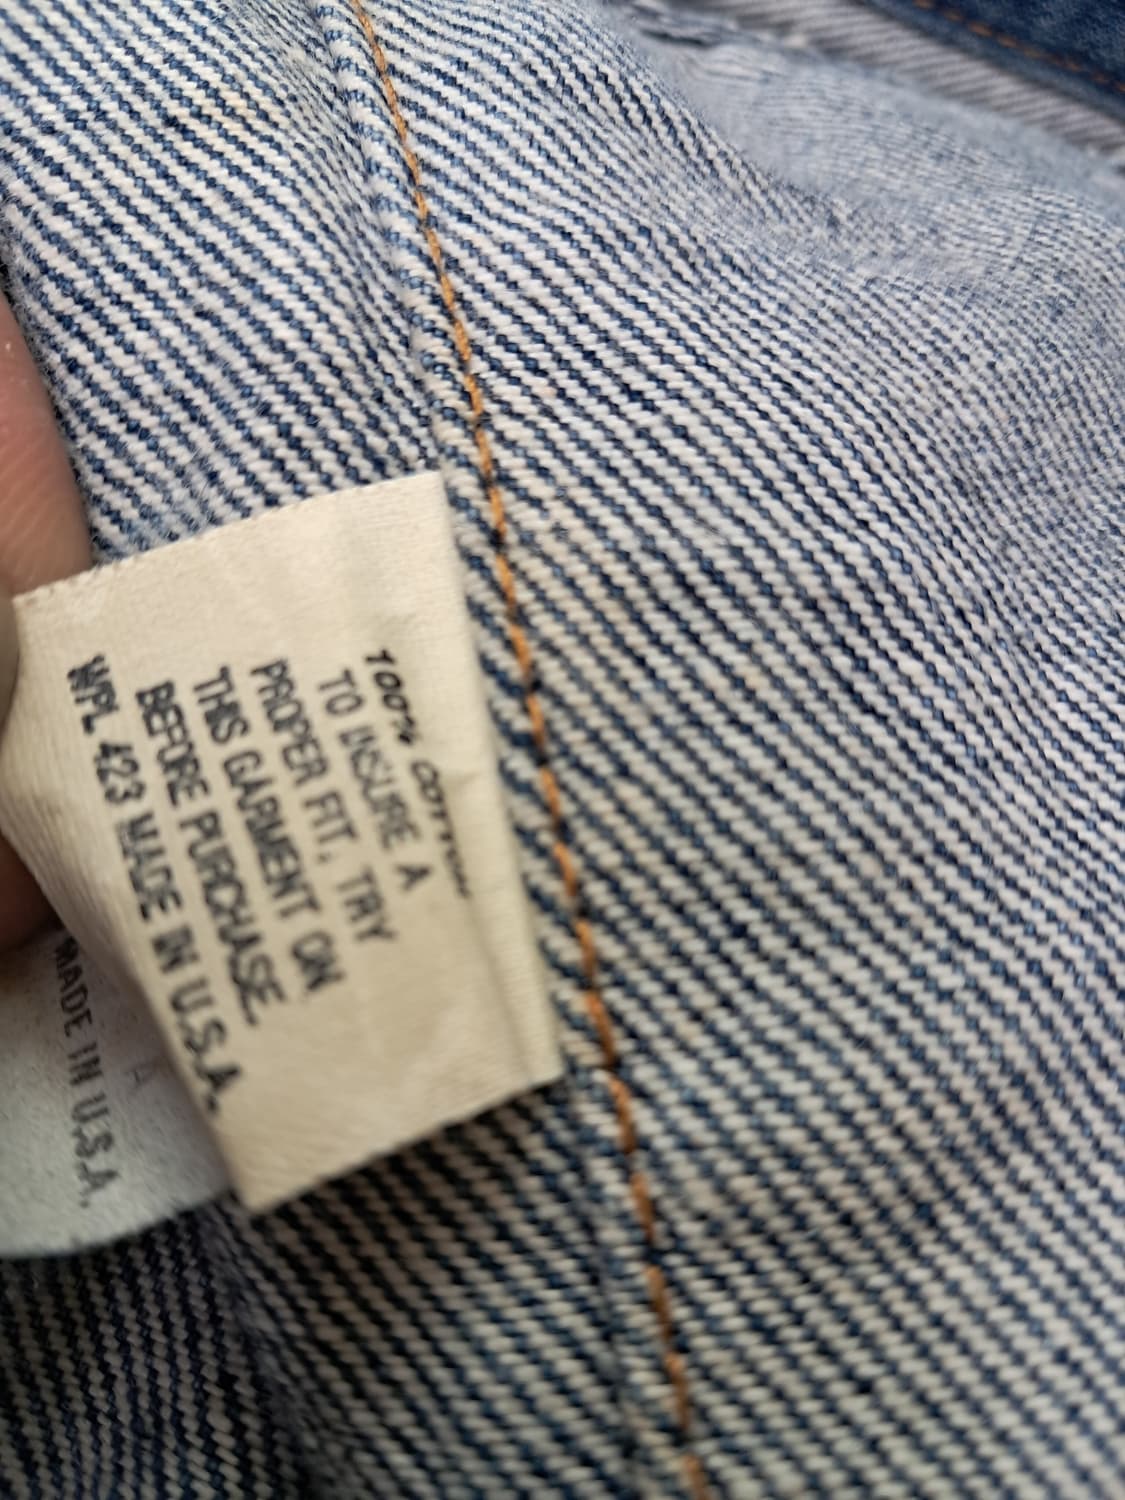 100% COTTON
TO INSURE A
PROPER FIT, TRY
THIS GARMENT ON
BEFORE PURCHASE.
WPL 423 MADE IN U.S.A.
MADE IN U.S.A.